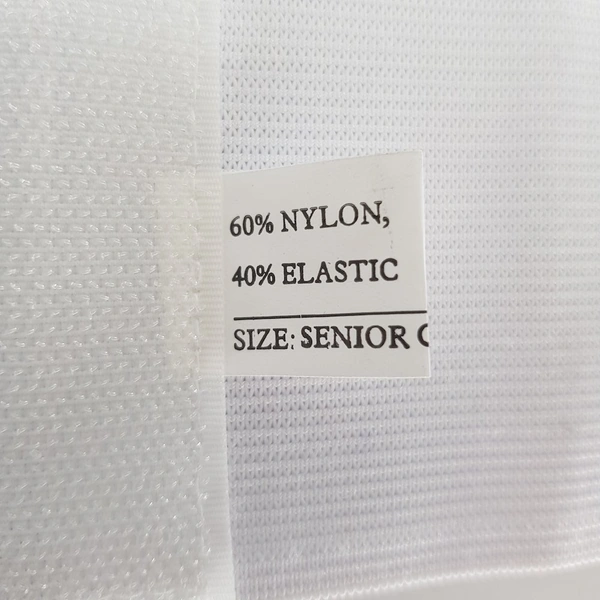 60% NYLON,
40% ELASTIC
SIZE: SENIOR